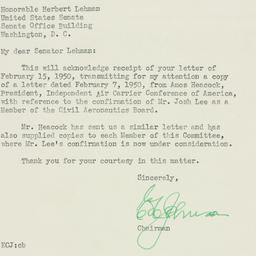 Honorable Herbert Lehman
United States Senate
Senate Office Building
Washington, D. C.
My dear Senator Lehman:
This will acknowledge receipt of your letter of
February 15, 1950, transmitting for my attention a copy
of a letter dated February 7, 1950, from Amos Heacock,
President, Independent Air Carrier Conference of America,
with reference to the confirmation of Mr. Josh Lee as a
Member of the Civil Aeronautics Board.
Mr. Heacock has sent us a similar letter and has
also supplied copies to each Member of this Committee,
where Mr. Lee's confirmation is now under consideration.
Thank you for your courtesy in this matter.
Sincerely,
Ed Johnson
Chairman
ECJ:cb